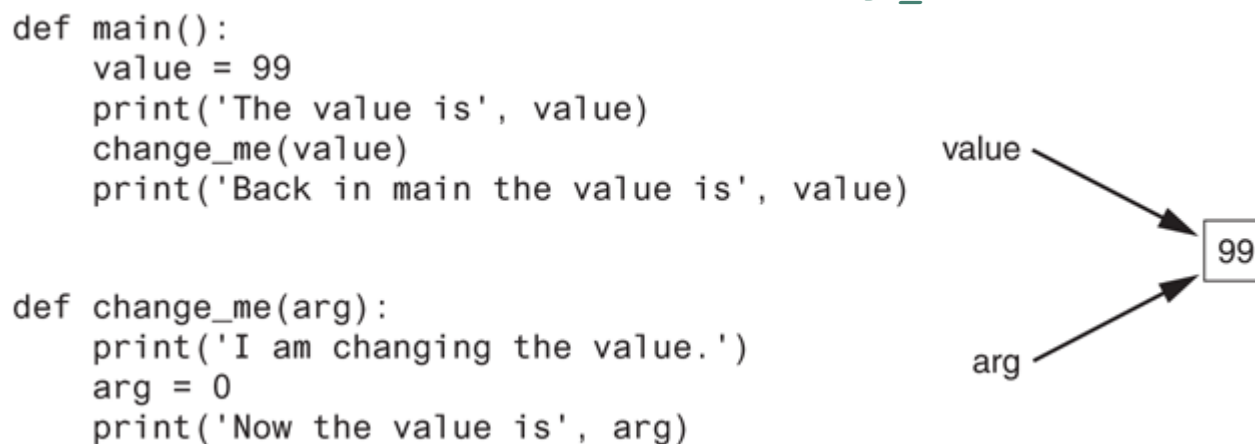 def main():
    value = 99
    print('The value is', value)
    change_me(value)
    print('Back in main the value is', value)
def change_me(arg):
    print('I am changing the value.')
    arg = 0
    print('Now the value is', arg)
value
99
arg